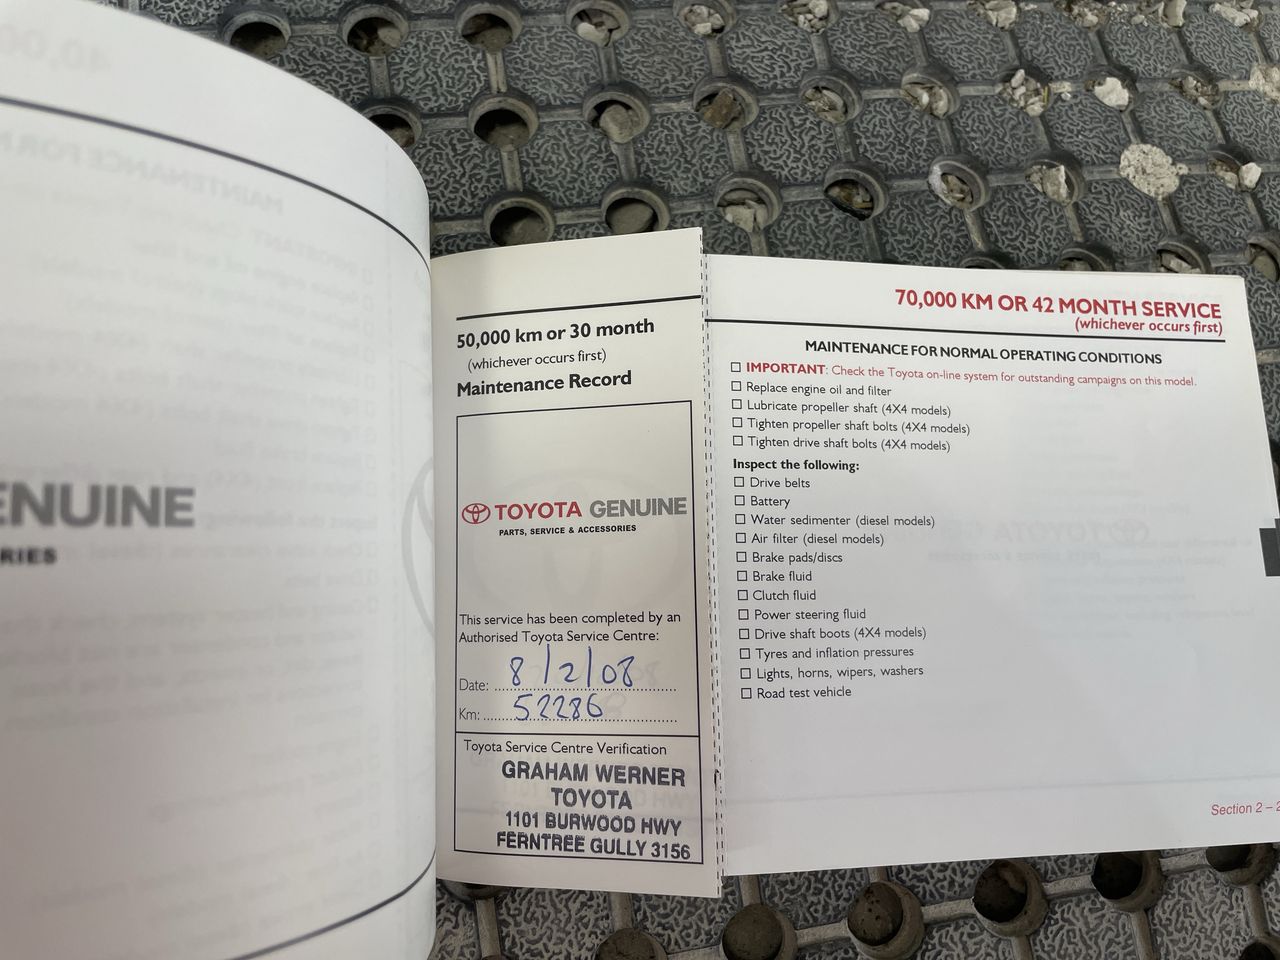 ENUINE
RIES
50,000 km or 30 month
(whichever occurs first)
Maintenance Record
TOYOTA GENUINE
PARTS, SERVICE & ACCESSORIES
This service has been completed by an
Authorised Toyota Service Centre:
Date: 8/2/08
Km: 52286
Toyota Service Centre Verification
GRAHAM WERNER
TOYOTA
1101 BURWOOD HWY
FERNTREE GULLY 3156
70,000 KM OR 42 MONTH SERVICE
(whichever occurs first)
MAINTENANCE FOR NORMAL OPERATING CONDITIONS
IMPORTANT: Check the Toyota on-line system for outstanding campaigns on this model.
Replace engine oil and filter
Lubricate propeller shaft (4X4 models)
Tighten propeller shaft bolts (4X4 models)
Tighten drive shaft bolts (4X4 models)
Inspect the following:
Drive belts
Battery
Water sedimenter (diesel models)
Air filter (diesel models)
Brake pads/discs
Brake fluid
Clutch fluid
Power steering fluid
Drive shaft boots (4X4 models)
Tyres and inflation pressures
Lights, horns, wipers, washers
Road test vehicle
Section 2 – 2